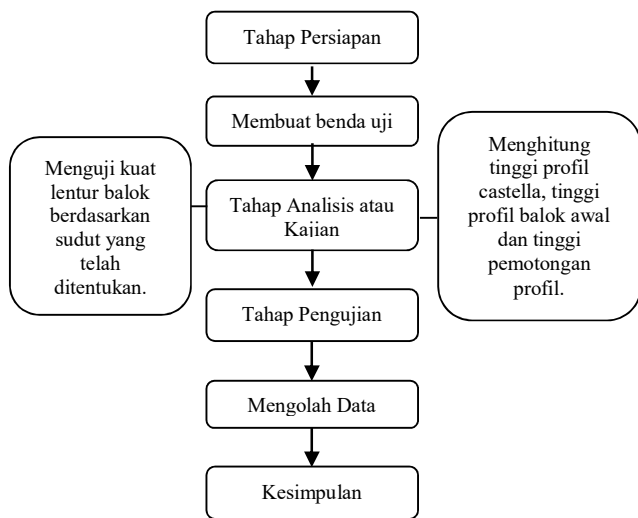 Tahap Persiapan
Membuat benda uji
Menguji kuat
lentur balok
berdasarkan
sudut yang
telah
ditentukan.
Tahap Analisis atau
Kajian
Menghitung
tinggi profil
castella, tinggi
profil balok awal
dan tinggi
pemotongan
profil.
Tahap Pengujian
Mengolah Data
Kesimpulan